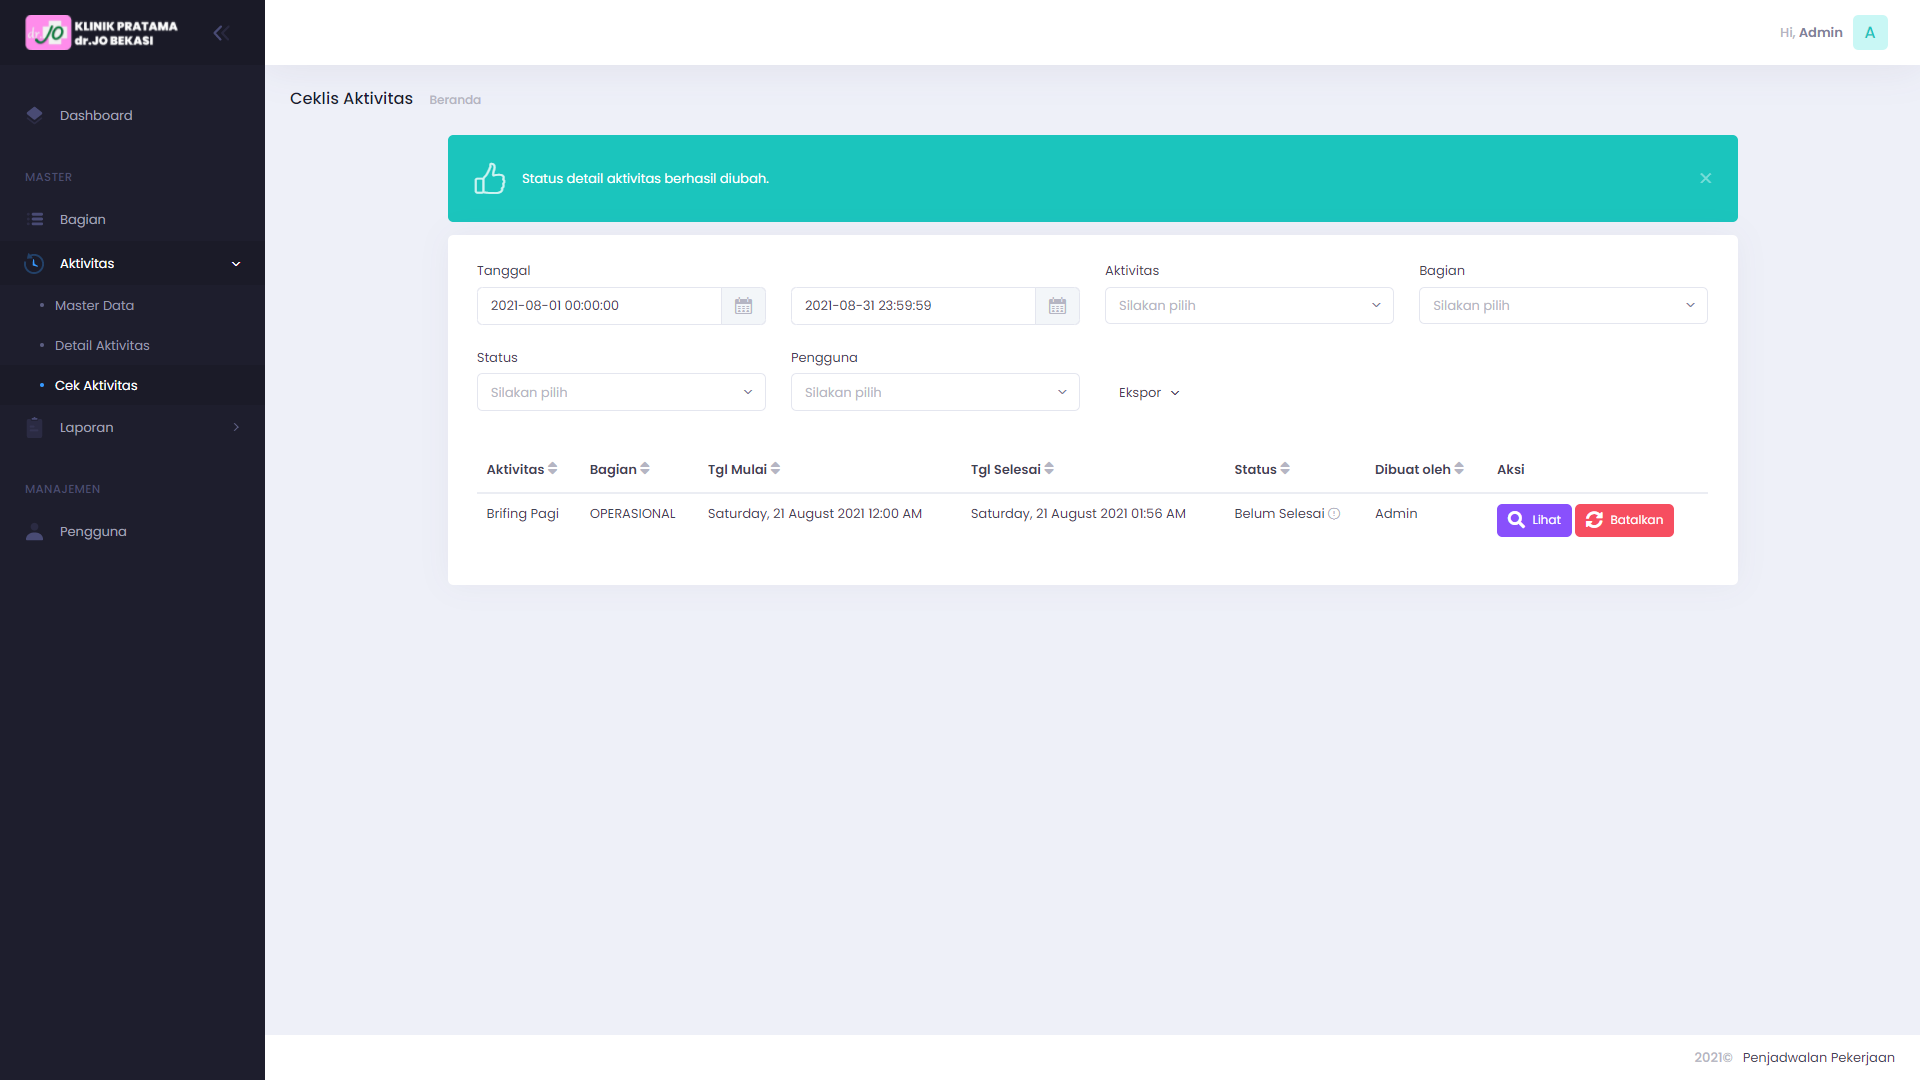 KLINIK PRATAMA
dr.JO dr.JO BEKASI
Hi, Admin A
Dashboard
MASTER
Bagian
Aktivitas
Master Data
Detail Aktivitas
Cek Aktivitas
Laporan
MANAJEMEN
Pengguna
Ceklis Aktivitas Beranda
Status detail aktivitas berhasil diubah.
Tanggal Aktivitas Bagian
2021-08-01 00:00:00 2021-08-31 23:59:59 Silakan pilih Silakan pilih
Status Pengguna
Silakan pilih Silakan pilih Ekspor
Aktivitas Bagian Tgl Mulai Tgl Selesai Status Dibuat oleh Aksi
Brifing Pagi OPERASIONAL Saturday, 21 August 2021 12:00 AM Saturday, 21 August 2021 01:56 AM Belum Selesai Admin Lihat Batalkan
2021© Penjadwalan Pekerjaan